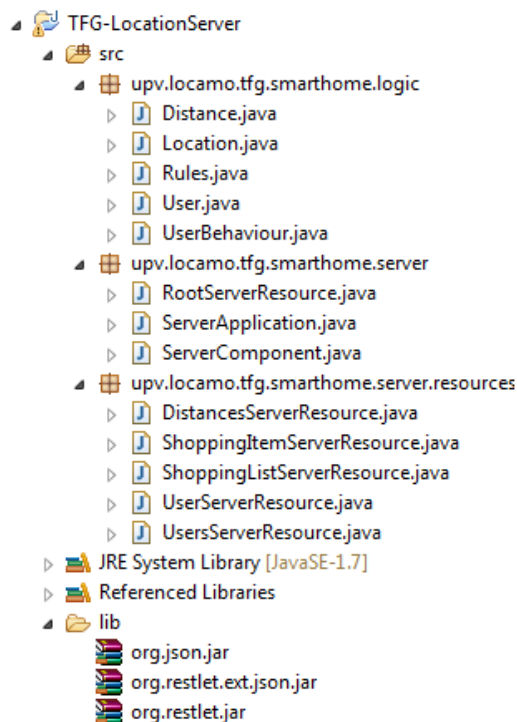 TFG-LocationServer
src
upv.locamo.tfg.smarthome.logic
Distance.java
Location.java
Rules.java
User.java
UserBehaviour.java
upv.locamo.tfg.smarthome.server
RootServerResource.java
ServerApplication.java
ServerComponent.java
upv.locamo.tfg.smarthome.server.resources
DistancesServerResource.java
ShoppingItemServerResource.java
ShoppingListServerResource.java
UserServerResource.java
UsersServerResource.java
JRE System Library [JavaSE-1.7]
Referenced Libraries
lib
org.json.jar
org.restlet.ext.json.jar
org.restlet.jar